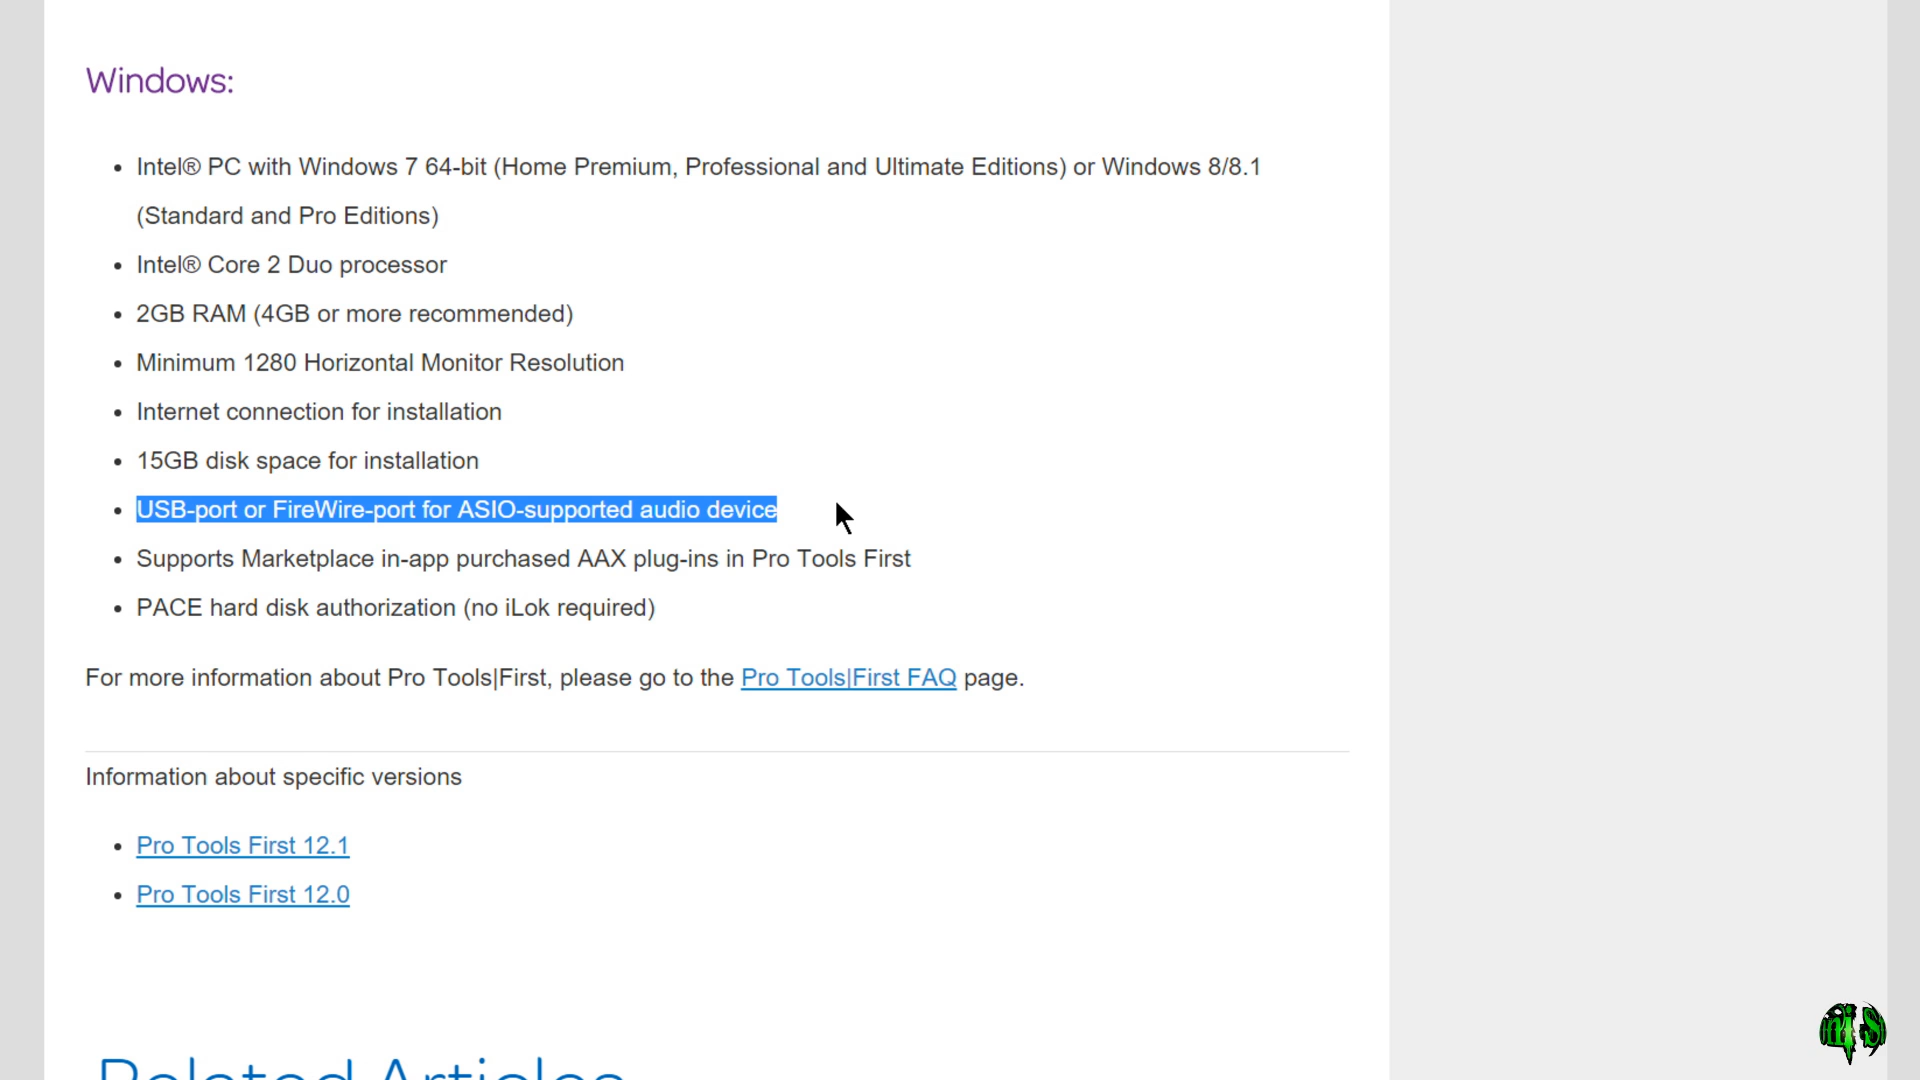 Windows:
Intel® PC with Windows 7 64-bit (Home Premium, Professional and Ultimate Editions) or Windows 8/8.1
(Standard and Pro Editions)
Intel® Core 2 Duo processor
2GB RAM (4GB or more recommended)
Minimum 1280 Horizontal Monitor Resolution
Internet connection for installation
15GB disk space for installation
USB-port or FireWire-port for ASIO-supported audio device
Supports Marketplace in-app purchased AAX plug-ins in Pro Tools First
PACE hard disk authorization (no iLok required)
For more information about Pro Tools|First, please go to the Pro Tools|First FAQ page.
Information about specific versions
Pro Tools First 12.1
Pro Tools First 12.0
Related Articles